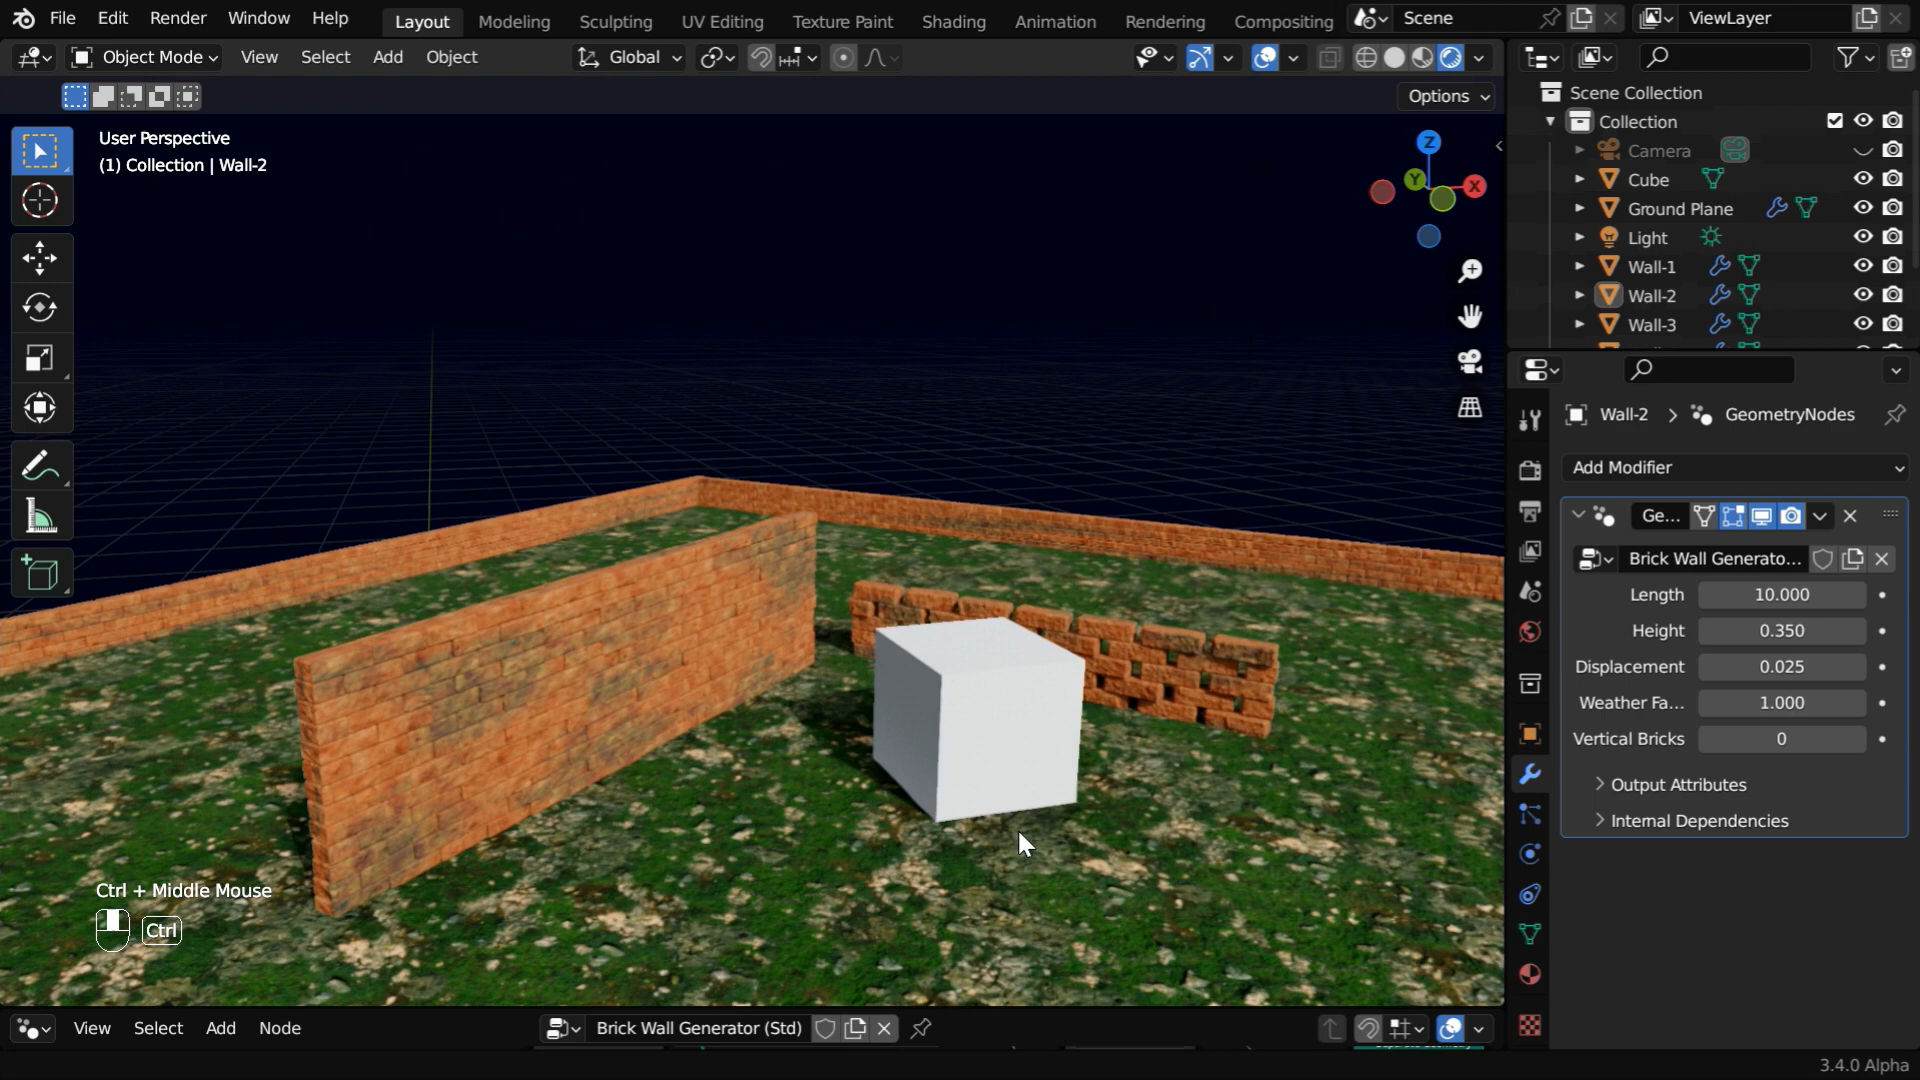 File Edit Render Window Help Layout Modeling Sculpting UV Editing Texture Paint Shading Animation Rendering Compositing Scene ViewLayer
Object Mode View Select Add Object Global
Options
User Perspective
(1) Collection | Wall-2
Z
Y
X
Ctrl + Middle Mouse
Ctrl
Scene Collection
Collection
Camera
Cube
Ground Plane
Light
Wall-1
Wall-2
Wall-3
Wall-2 > GeometryNodes
Add Modifier
Ge...
Brick Wall Generato...
Length 10.000
Height 0.350
Displacement 0.025
Weather Fa... 1.000
Vertical Bricks 0
Output Attributes
Internal Dependencies
View Select Add Node Brick Wall Generator (Std)
3.4.0 Alpha